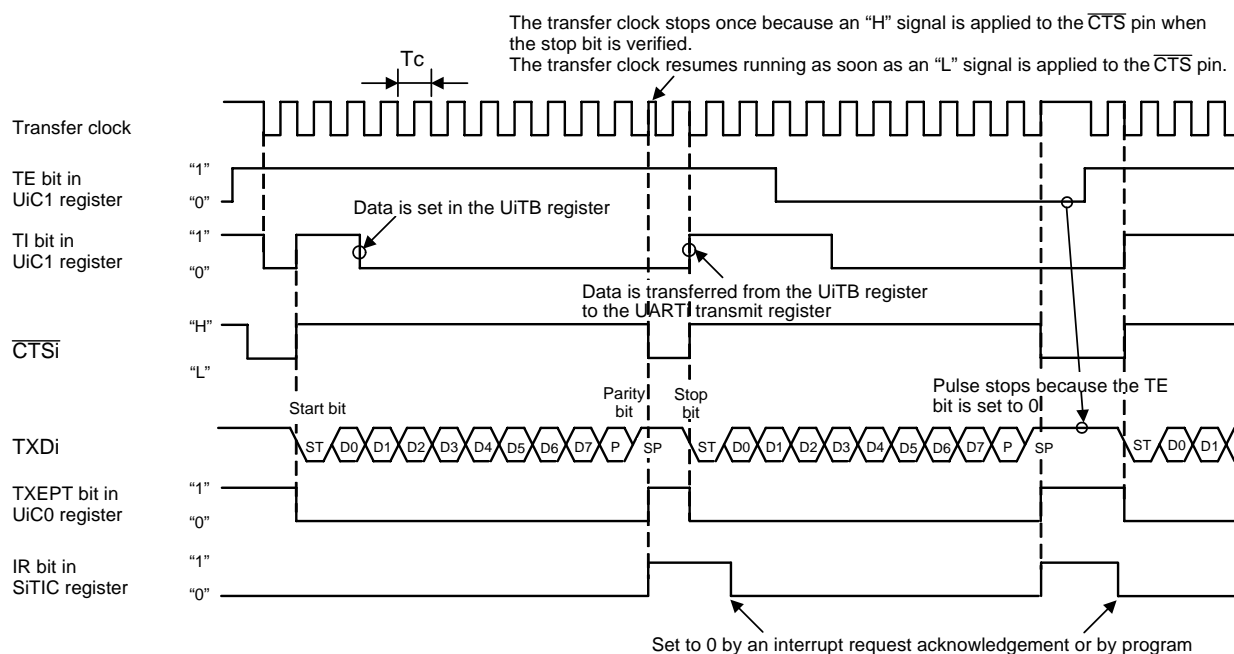 The transfer clock stops once because an “H” signal is applied to the CTS pin when
the stop bit is verified.
The transfer clock resumes running as soon as an “L” signal is applied to the CTS pin.
Tc
Transfer clock
TE bit in
UiC1 register
“1”
“0”
Data is set in the UiTB register
TI bit in
UiC1 register
“1”
“0”
Data is transferred from the UiTB register
to the UARTi transmit register
CTSi
“H”
“L”
Pulse stops because the TE
bit is set to 0
Start bit
Parity
bit
Stop
bit
TXDi
ST D0 D1 D2 D3 D4 D5 D6 D7 P SP ST D0 D1 D2 D3 D4 D5 D6 D7 P SP ST D0 D1
TXEPT bit in
UiC0 register
“1”
“0”
IR bit in
SiTIC register
“1”
“0”
Set to 0 by an interrupt request acknowledgement or by program